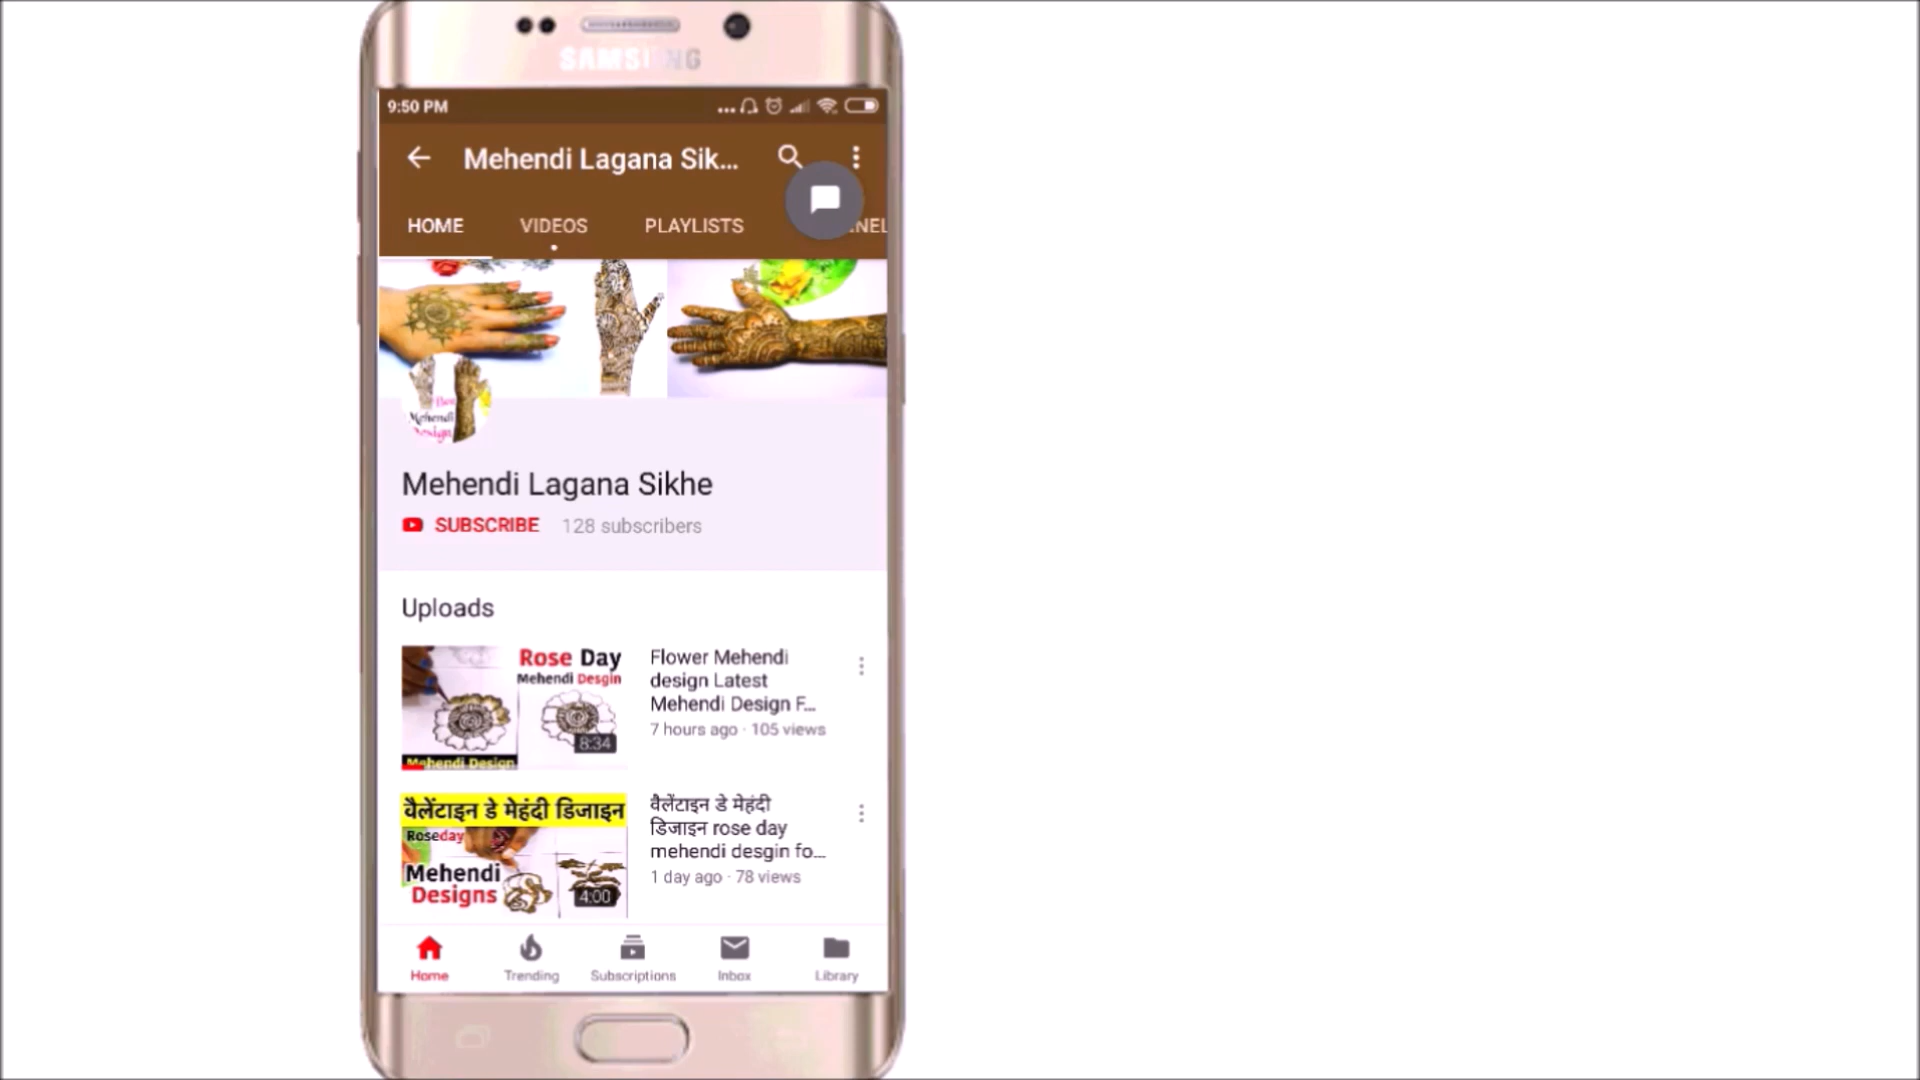 SAMSUNG
9:50 PM
Mehendi Lagana Sik...
HOME VIDEOS PLAYLISTS
Mehendi
Design
Mehendi Lagana Sikhe
SUBSCRIBE 128 subscribers
Uploads
Rose Day
Mehendi Desgin
8:34
Mehendi Design
Flower Mehendi
design Latest
Mehendi Design F...
7 hours ago · 105 views
वैलेंटाइन डे मेहंदी डिजाइन
Roseday
Mehendi
Designs
4:00
वैलेंटाइन डे मेहंदी
डिजाइन rose day
mehendi desgin fo...
1 day ago · 78 views
Home Trending Subscriptions Inbox Library